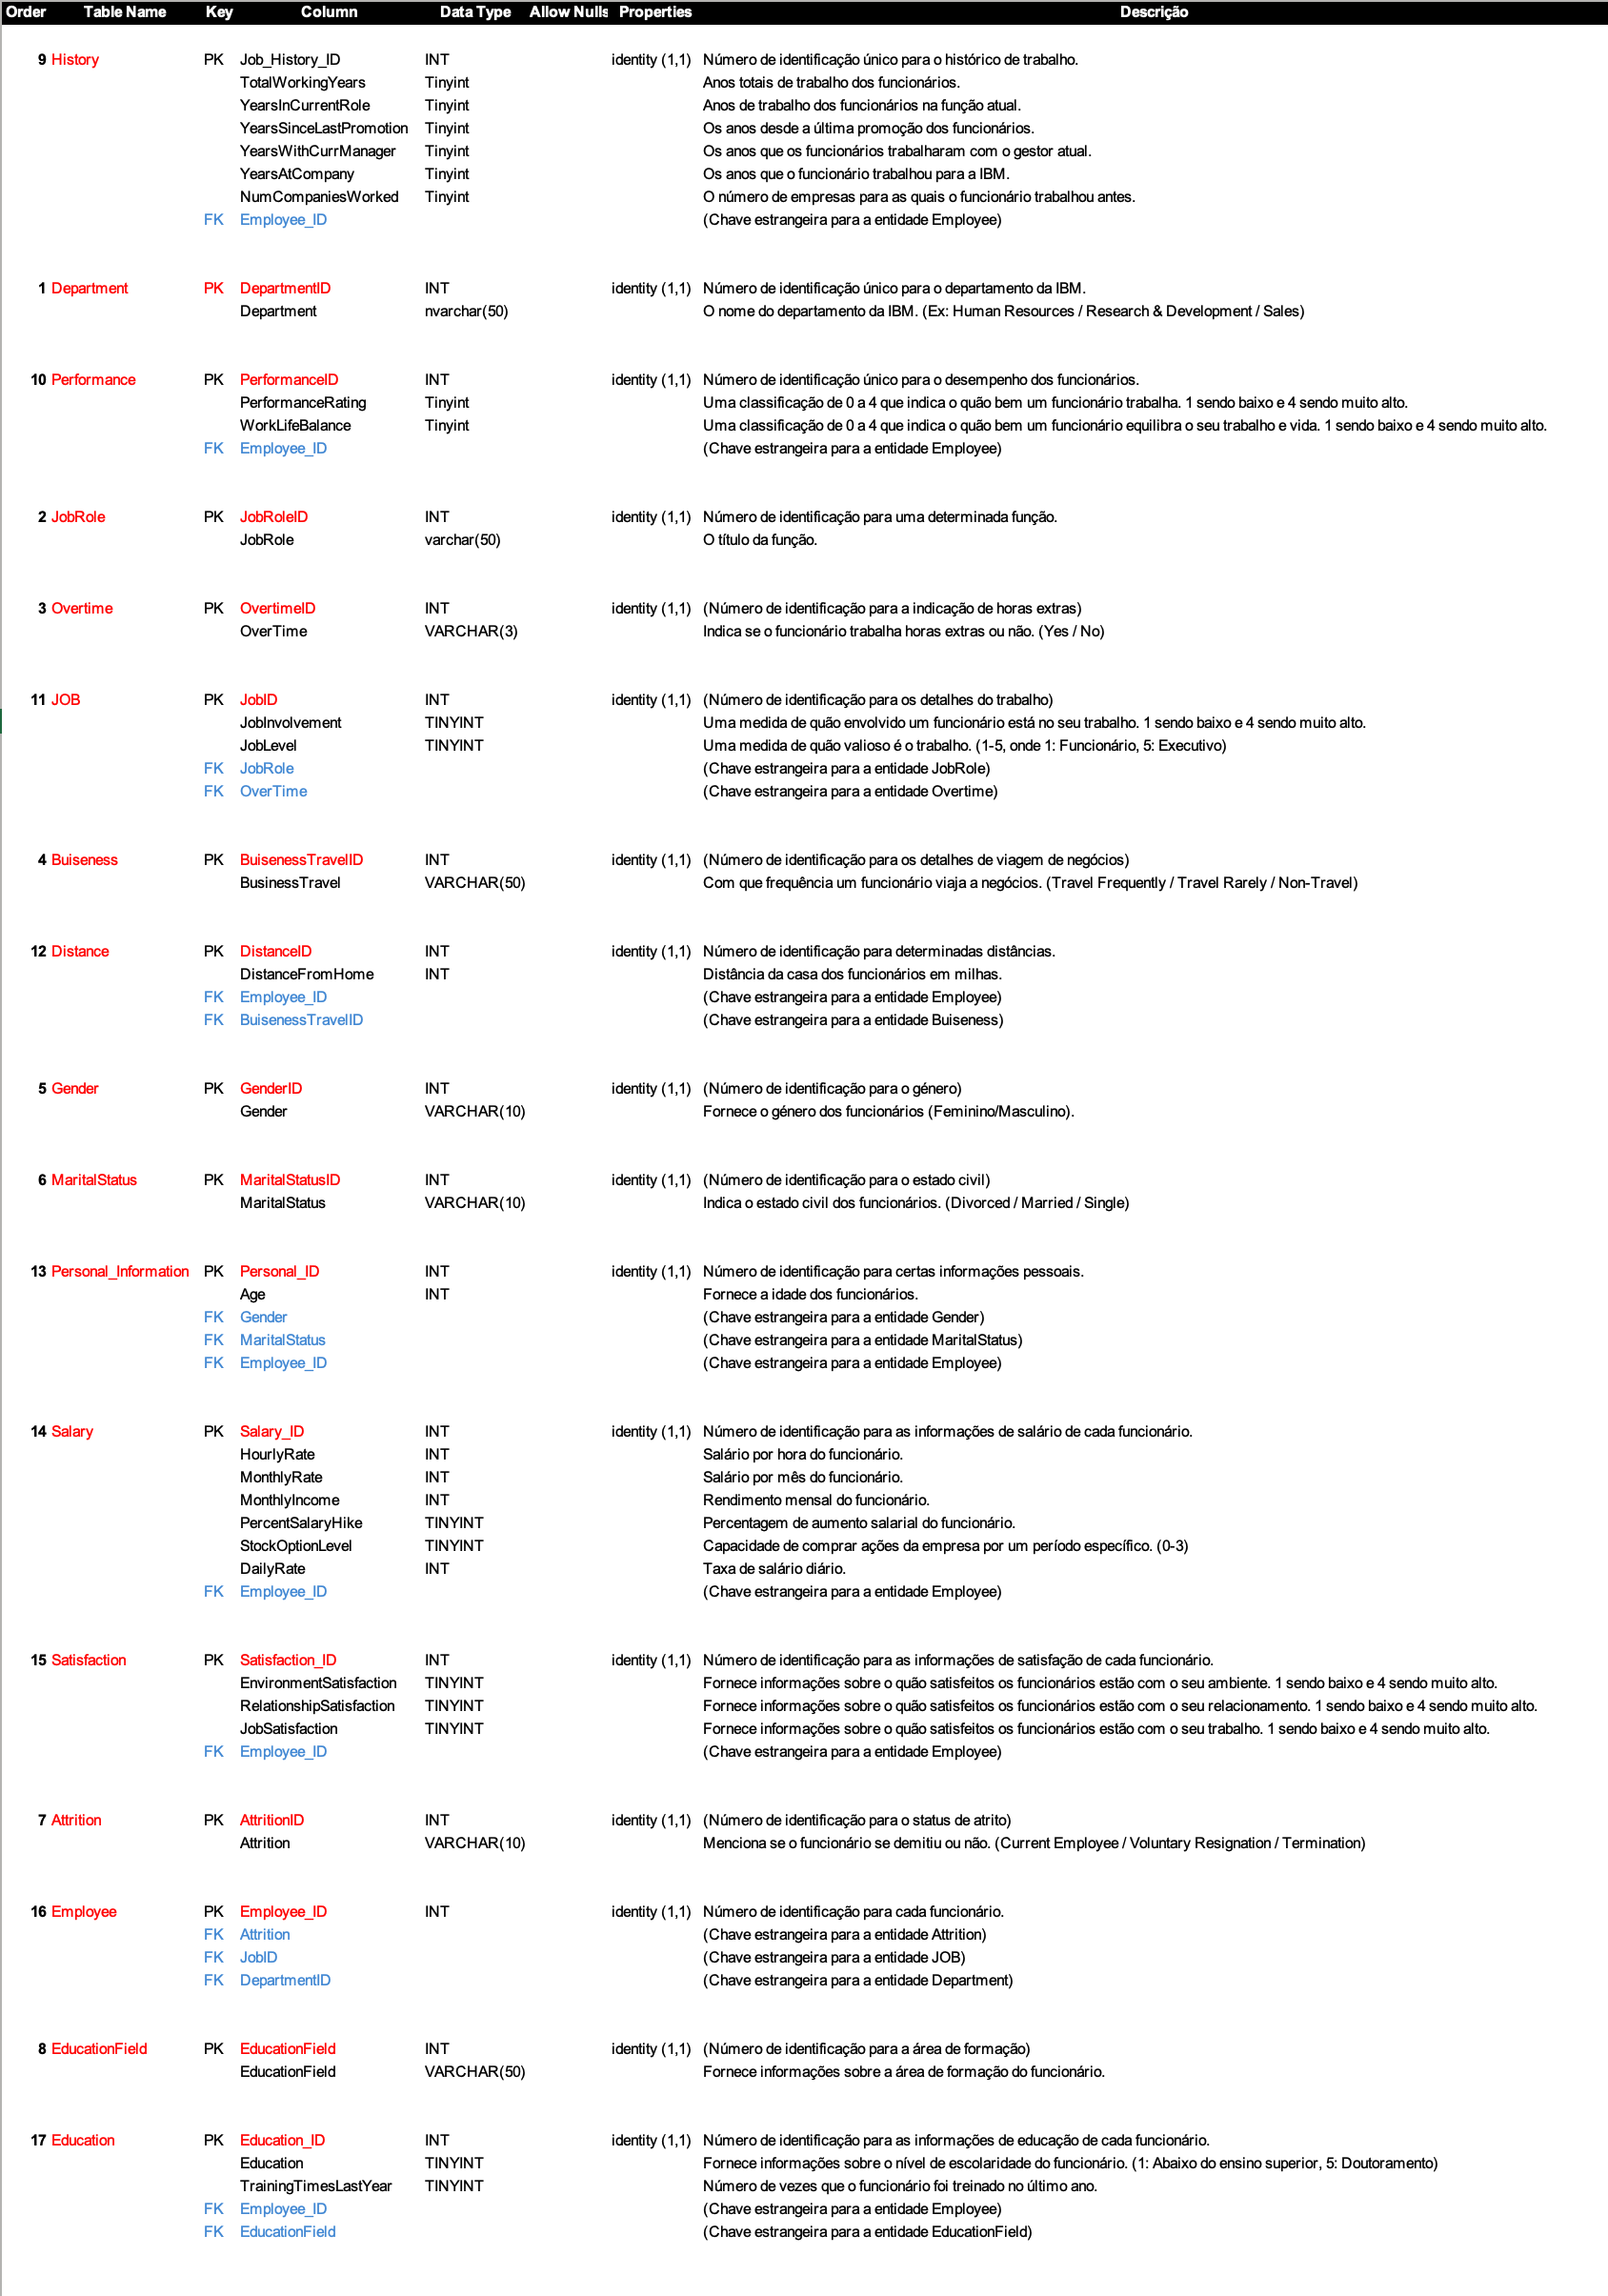 Order Table Name Key Column Data Type Allow Nulls Properties Descrição
9 History PK Job_History_ID INT identity (1,1) Número de identificação único para o histórico de trabalho.
TotalWorkingYears Tinyint Anos totais de trabalho dos funcionários.
YearsInCurrentRole Tinyint Anos de trabalho dos funcionários na função atual.
YearsSinceLastPromotion Tinyint Os anos desde a última promoção dos funcionários.
YearsWithCurrManager Tinyint Os anos que os funcionários trabalharam com o gestor atual.
YearsAtCompany Tinyint Os anos que o funcionário trabalhou para a IBM.
NumCompaniesWorked Tinyint O número de empresas para as quais o funcionário trabalhou antes.
FK Employee_ID (Chave estrangeira para a entidade Employee)
1 Department PK DepartmentID INT identity (1,1) Número de identificação único para o departamento da IBM.
Department nvarchar(50) O nome do departamento da IBM. (Ex: Human Resources / Research & Development / Sales)
10 Performance PK PerformanceID INT identity (1,1) Número de identificação único para o desempenho dos funcionários.
PerformanceRating Tinyint Uma classificação de 0 a 4 que indica o quão bem um funcionário trabalha. 1 sendo baixo e 4 sendo muito alto.
WorkLifeBalance Tinyint Uma classificação de 0 a 4 que indica o quão bem um funcionário equilibra o seu trabalho e vida. 1 sendo baixo e 4 sendo muito alto.
FK Employee_ID (Chave estrangeira para a entidade Employee)
2 JobRole PK JobRoleID INT identity (1,1) Número de identificação para uma determinada função.
JobRole varchar(50) O título da função.
3 Overtime PK OvertimeID INT identity (1,1) (Número de identificação para a indicação de horas extras)
OverTime VARCHAR(3) Indica se o funcionário trabalha horas extras ou não. (Yes / No)
11 JOB PK JobID INT identity (1,1) (Número de identificação para os detalhes do trabalho)
JobInvolvement TINYINT Uma medida de quão envolvido um funcionário está no seu trabalho. 1 sendo baixo e 4 sendo muito alto.
JobLevel TINYINT Uma medida de quão valioso é o trabalho. (1-5, onde 1: Funcionário, 5: Executivo)
FK JobRole (Chave estrangeira para a entidade JobRole)
FK OverTime (Chave estrangeira para a entidade Overtime)
4 Buiseness PK BuisenessTravelID INT identity (1,1) (Número de identificação para os detalhes de viagem de negócios)
BusinessTravel VARCHAR(50) Com que frequência um funcionário viaja a negócios. (Travel Frequently / Travel Rarely / Non-Travel)
12 Distance PK DistanceID INT identity (1,1) Número de identificação para determinadas distâncias.
DistanceFromHome INT Distância da casa dos funcionários em milhas.
FK Employee_ID (Chave estrangeira para a entidade Employee)
FK BuisenessTravelID (Chave estrangeira para a entidade Buiseness)
5 Gender PK GenderID INT identity (1,1) (Número de identificação para o género)
Gender VARCHAR(10) Fornece o género dos funcionários (Feminino/Masculino).
6 MaritalStatus PK MaritalStatusID INT identity (1,1) (Número de identificação para o estado civil)
MaritalStatus VARCHAR(10) Indica o estado civil dos funcionários. (Divorced / Married / Single)
13 Personal_Information PK Personal_ID INT identity (1,1) Número de identificação para certas informações pessoais.
Age INT Fornece a idade dos funcionários.
FK Gender (Chave estrangeira para a entidade Gender)
FK MaritalStatus (Chave estrangeira para a entidade MaritalStatus)
FK Employee_ID (Chave estrangeira para a entidade Employee)
14 Salary PK Salary_ID INT identity (1,1) Número de identificação para as informações de salário de cada funcionário.
HourlyRate INT Salário por hora do funcionário.
MonthlyRate INT Salário por mês do funcionário.
MonthlyIncome INT Rendimento mensal do funcionário.
PercentSalaryHike TINYINT Percentagem de aumento salarial do funcionário.
StockOptionLevel TINYINT Capacidade de comprar ações da empresa por um período específico. (0-3)
DailyRate INT Taxa de salário diário.
FK Employee_ID (Chave estrangeira para a entidade Employee)
15 Satisfaction PK Satisfaction_ID INT identity (1,1) Número de identificação para as informações de satisfação de cada funcionário.
EnvironmentSatisfaction TINYINT Fornece informações sobre o quão satisfeitos os funcionários estão com o seu ambiente. 1 sendo baixo e 4 sendo muito alto.
RelationshipSatisfaction TINYINT Fornece informações sobre o quão satisfeitos os funcionários estão com o seu relacionamento. 1 sendo baixo e 4 sendo muito alto.
JobSatisfaction TINYINT Fornece informações sobre o quão satisfeitos os funcionários estão com o seu trabalho. 1 sendo baixo e 4 sendo muito alto.
FK Employee_ID (Chave estrangeira para a entidade Employee)
7 Attrition PK AttritionID INT identity (1,1) (Número de identificação para o status de atrito)
Attrition VARCHAR(10) Menciona se o funcionário se demitiu ou não. (Current Employee / Voluntary Resignation / Termination)
16 Employee PK Employee_ID INT identity (1,1) Número de identificação para cada funcionário.
FK Attrition (Chave estrangeira para a entidade Attrition)
FK JobID (Chave estrangeira para a entidade JOB)
FK DepartmentID (Chave estrangeira para a entidade Department)
8 EducationField PK EducationField INT identity (1,1) (Número de identificação para a área de formação)
EducationField VARCHAR(50) Fornece informações sobre a área de formação do funcionário.
17 Education PK Education_ID INT identity (1,1) Número de identificação para as informações de educação de cada funcionário.
Education TINYINT Fornece informações sobre o nível de escolaridade do funcionário. (1: Abaixo do ensino superior, 5: Doutoramento)
TrainingTimesLastYear TINYINT Número de vezes que o funcionário foi treinado no último ano.
FK Employee_ID (Chave estrangeira para a entidade Employee)
FK EducationField (Chave estrangeira para a entidade EducationField)